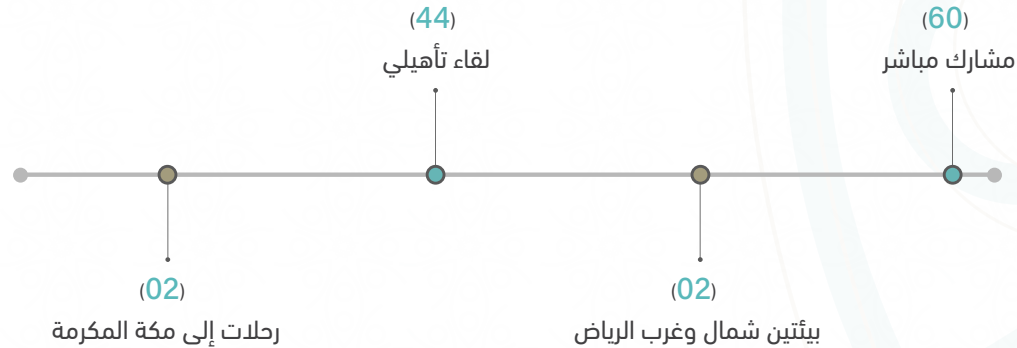 (60)
مشارك مباشر
(02)
بيئتين شمال وغرب الرياض
(44)
لقاء تأهيلي
(02)
رحلات إلى مكة المكرمة